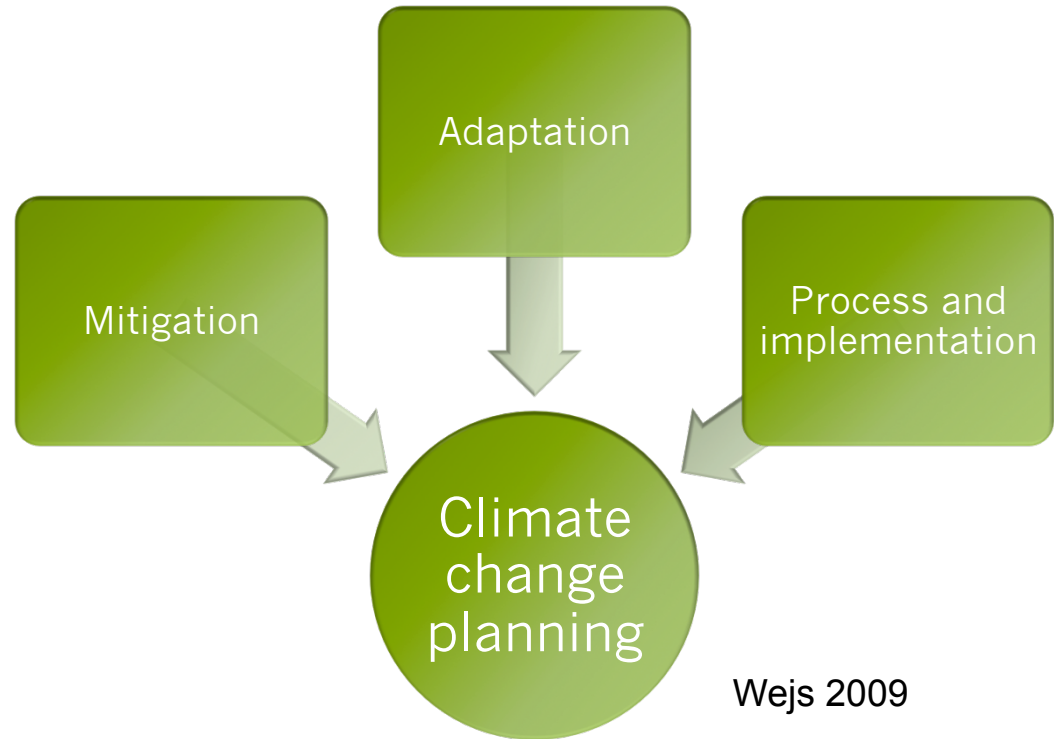 Adaptation
Mitigation
Process and
implementation
Climate
change
planning
Wejs 2009